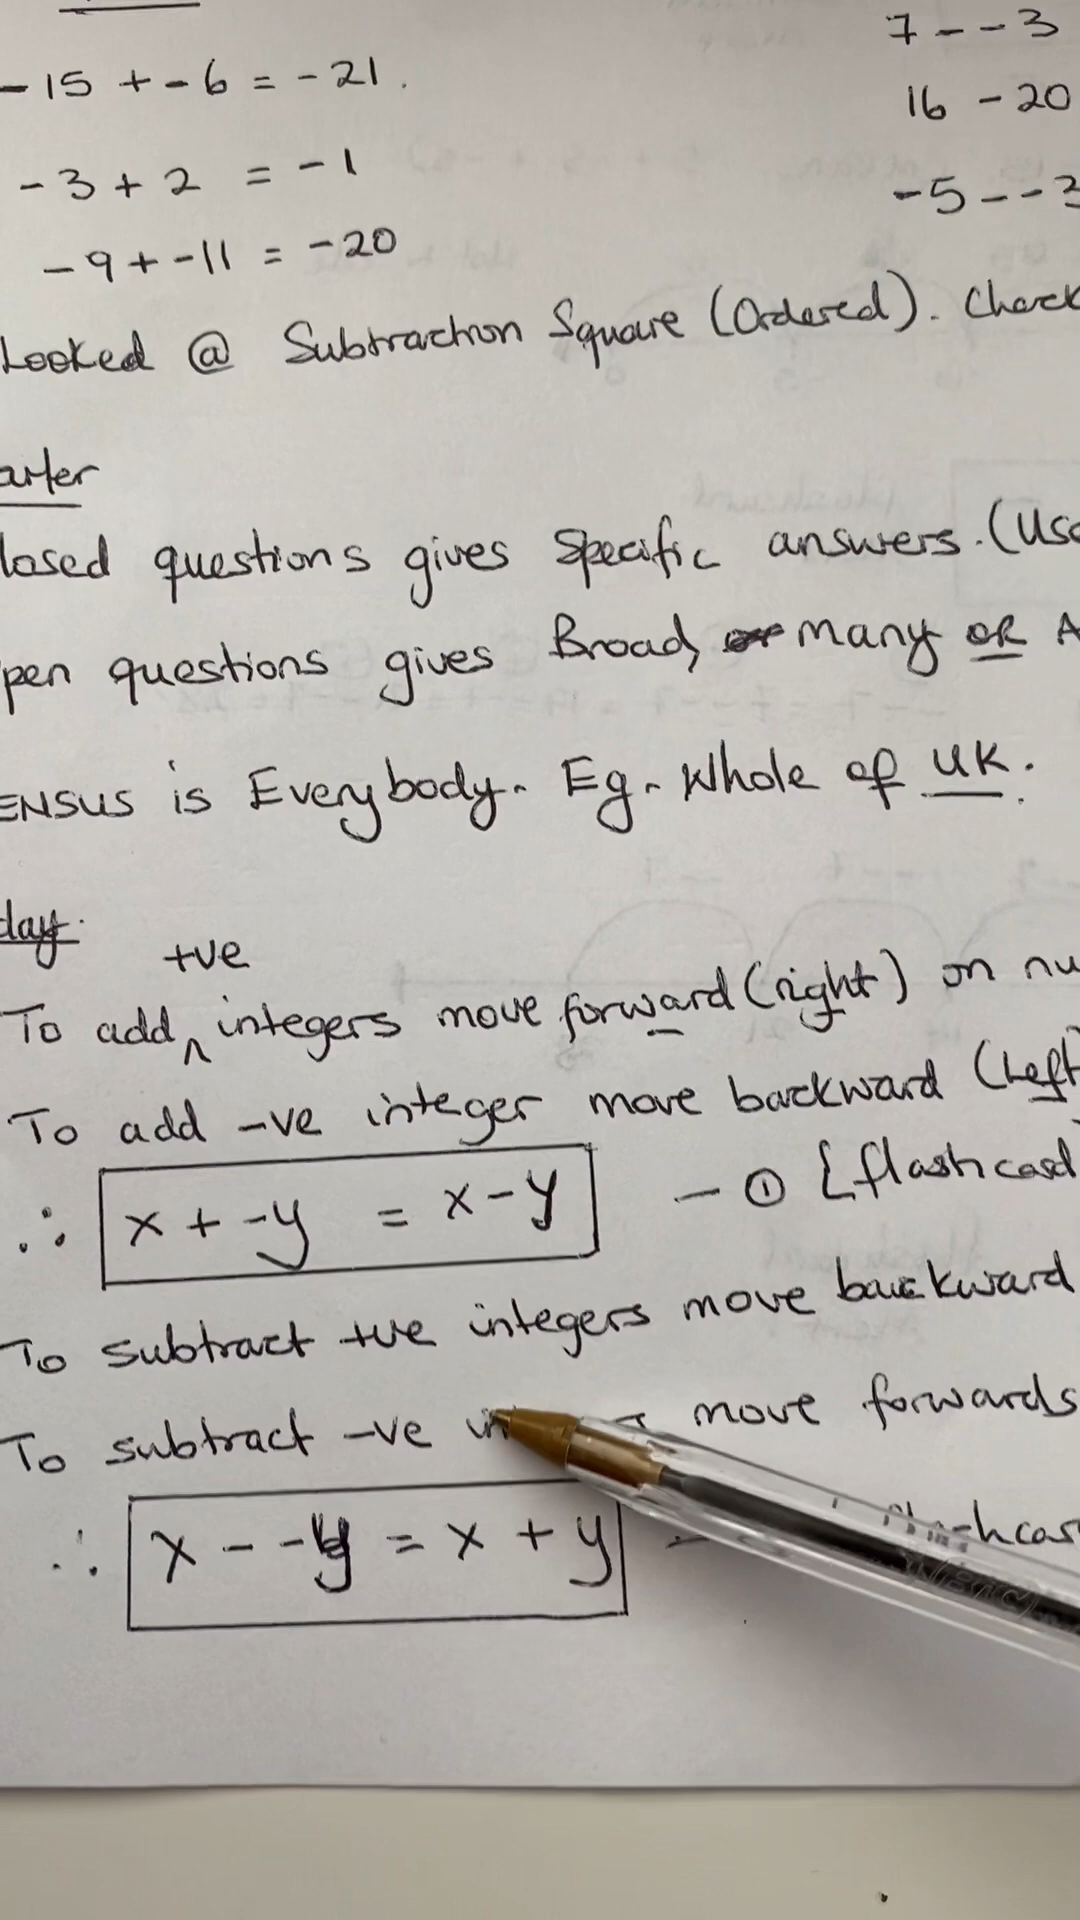 - 15 + - 6 = - 21.
7 - - 3
16 - 20
- 3 + 2 = - 1
- 5 - - 3
- 9 + - 11 = - 20
Looked @ Subtraction Square (Ordered). Check
arter
losed questions gives specific answers. (Use
pen questions gives Broad, many OR A
ENSUS is Everybody. Eg. Whole of UK.
day.
+ve
To add ^ integers move forward (right) on nu
To add -ve integer move backward (Left
∴ x + - y = x - y - ① {flashcard
To subtract +ve integers move backward
To subtract -ve move forwards
∴ x - - y = x + y -